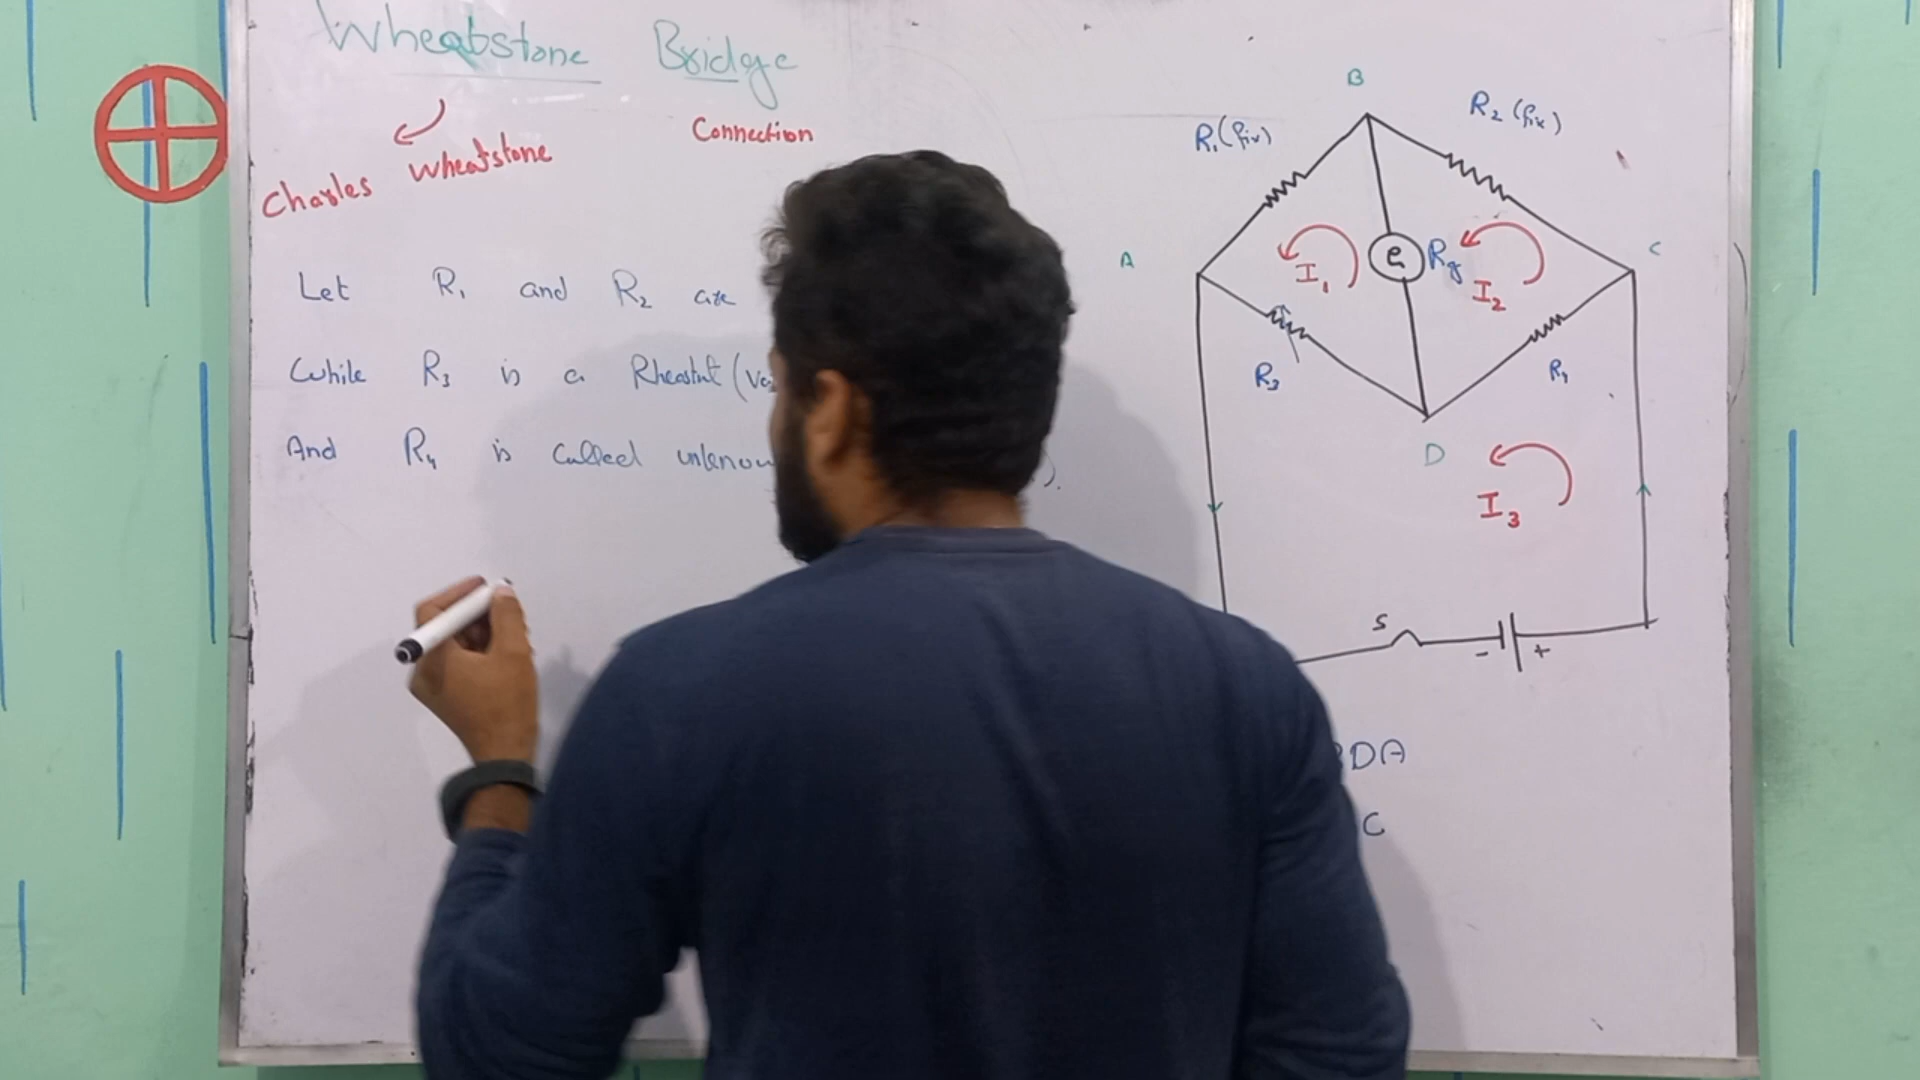 Wheatstone Bridge
Charles Wheatstone
Connection
Let R1 and R2 are
While R3 is a Rheostat (Va
And R4 is called unknow
).
B
R1 (fix)
R2 (fix)
A
C
I1
G
Rg
I2
R3
R4
D
I3
S
- +
BDA
C